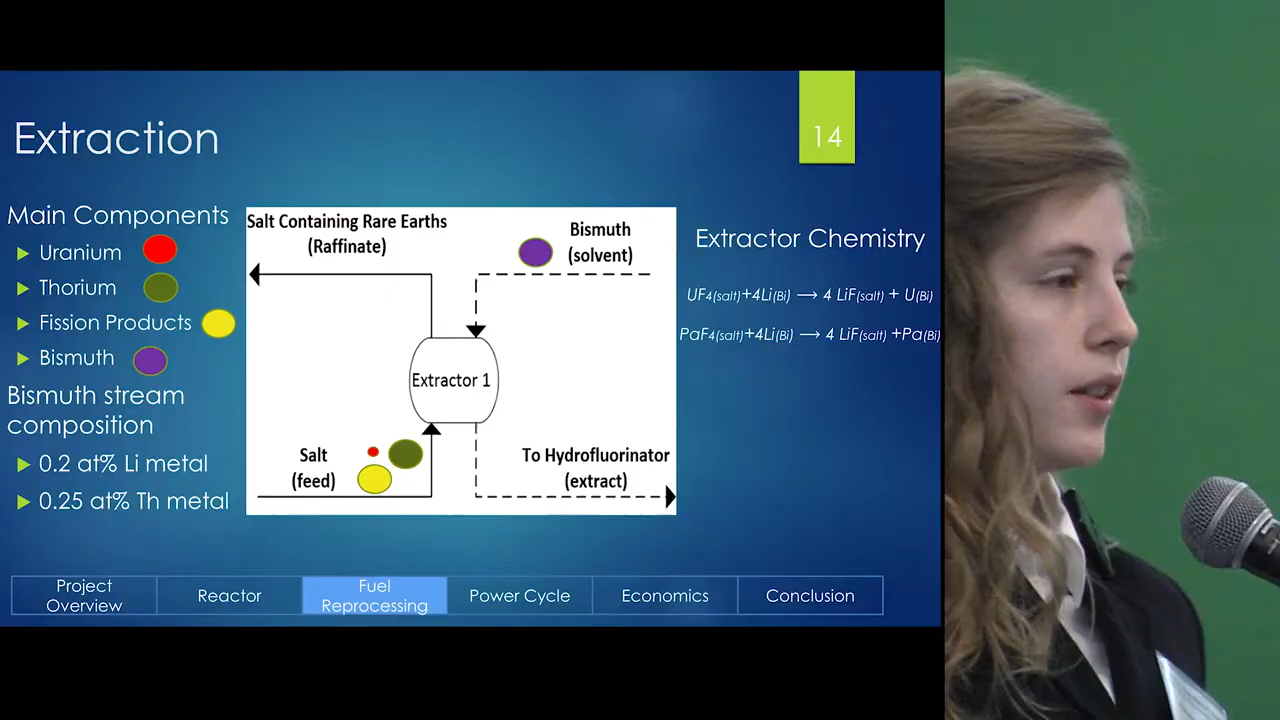 Extraction
14
Main Components
Uranium
Thorium
Fission Products
Bismuth
Bismuth stream
composition
0.2 at% Li metal
0.25 at% Th metal
Salt Containing Rare Earths
(Raffinate)
Bismuth
(solvent)
Extractor 1
Salt
(feed)
To Hydrofluorinator
(extract)
Extractor Chemistry
UF4(salt)+4Li(Bi) → 4 LiF(salt) + U(Bi)
PaF4(salt)+4Li(Bi) → 4 LiF(salt) +Pa(Bi)
Project
Overview
Reactor
Fuel
Reprocessing
Power Cycle
Economics
Conclusion